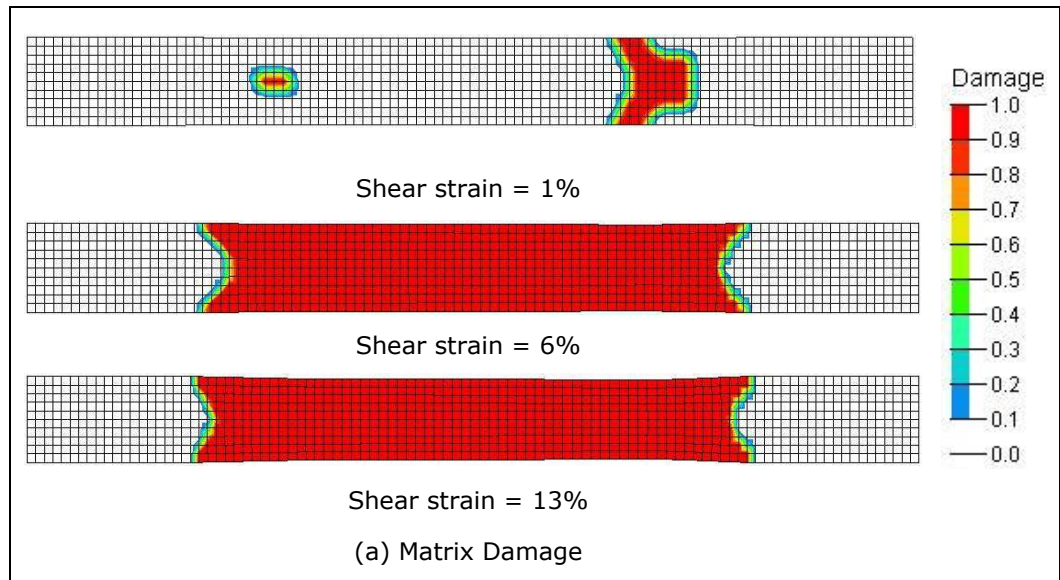 Damage
1.0
0.9
0.8
0.7
0.6
0.5
0.4
0.3
0.2
0.1
0.0
Shear strain = 1%
Shear strain = 6%
Shear strain = 13%
(a) Matrix Damage